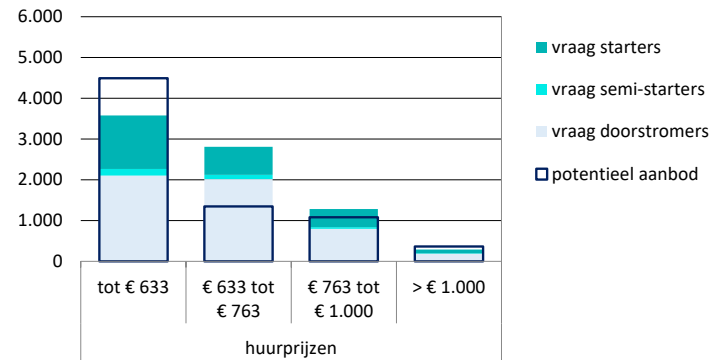 6.000
5.000
4.000
3.000
2.000
1.000
0
tot € 633
€ 633 tot
€ 763
€ 763 tot
€ 1.000
> € 1.000
huurprijzen
vraag starters
vraag semi-starters
vraag doorstromers
potentieel aanbod